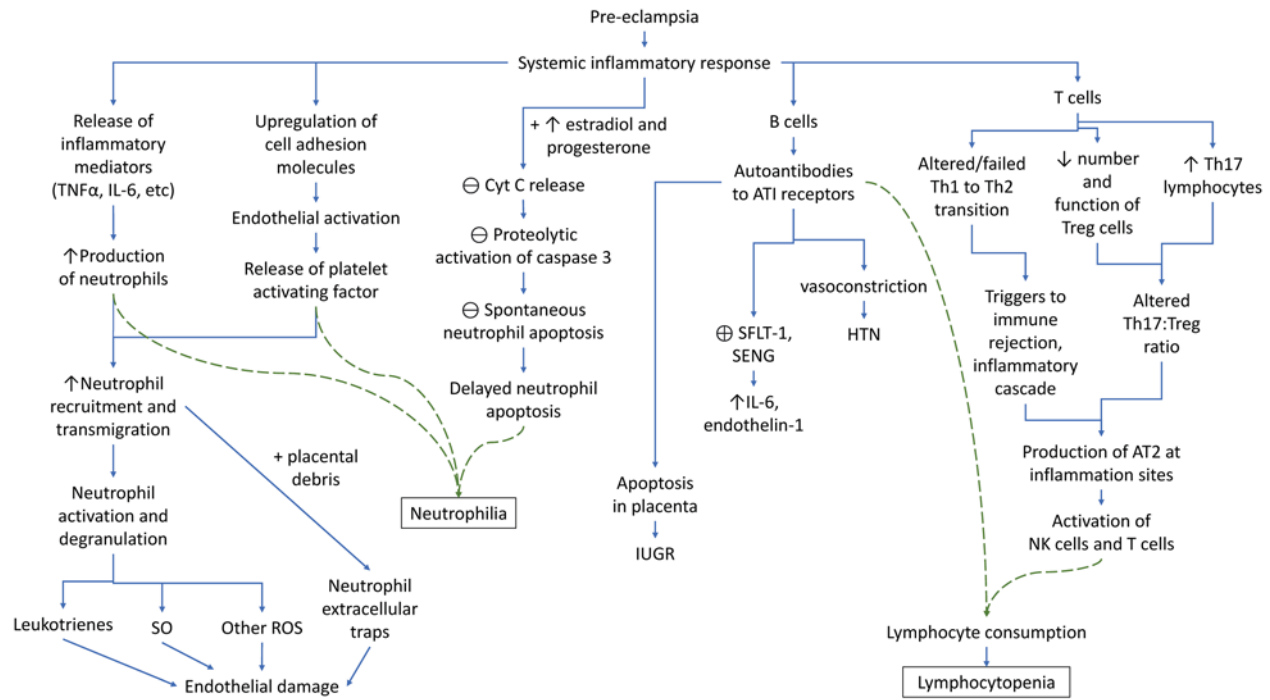 Pre-eclampsia
Systemic inflammatory response
Release of
inflammatory
mediators
(TNFα, IL-6, etc)
↑Production
of neutrophils
↑Neutrophil
recruitment and
transmigration
Neutrophil
activation and
degranulation
Leukotrienes
SO
Other ROS
Endothelial damage
+ placental
debris
Neutrophil
extracellular
traps
Upregulation of
cell adhesion
molecules
Endothelial activation
Release of platelet
activating factor
+ ↑ estradiol and
progesterone
⊖ Cyt C release
⊖ Proteolytic
activation of caspase 3
⊖ Spontaneous
neutrophil apoptosis
Delayed neutrophil
apoptosis
Neutrophilia
B cells
Autoantibodies
to ATI receptors
Apoptosis
in placenta
IUGR
⊕ SFLT-1,
SENG
↑IL-6,
endothelin-1
vasoconstriction
HTN
T cells
Altered/failed
Th1 to Th2
transition
↓ number
and
function of
Treg cells
↑ Th17
lymphocytes
Triggers to
immune
rejection,
inflammatory
cascade
Altered
Th17:Treg
ratio
Production of AT2 at
inflammation sites
Activation of
NK cells and T cells
Lymphocyte consumption
Lymphocytopenia